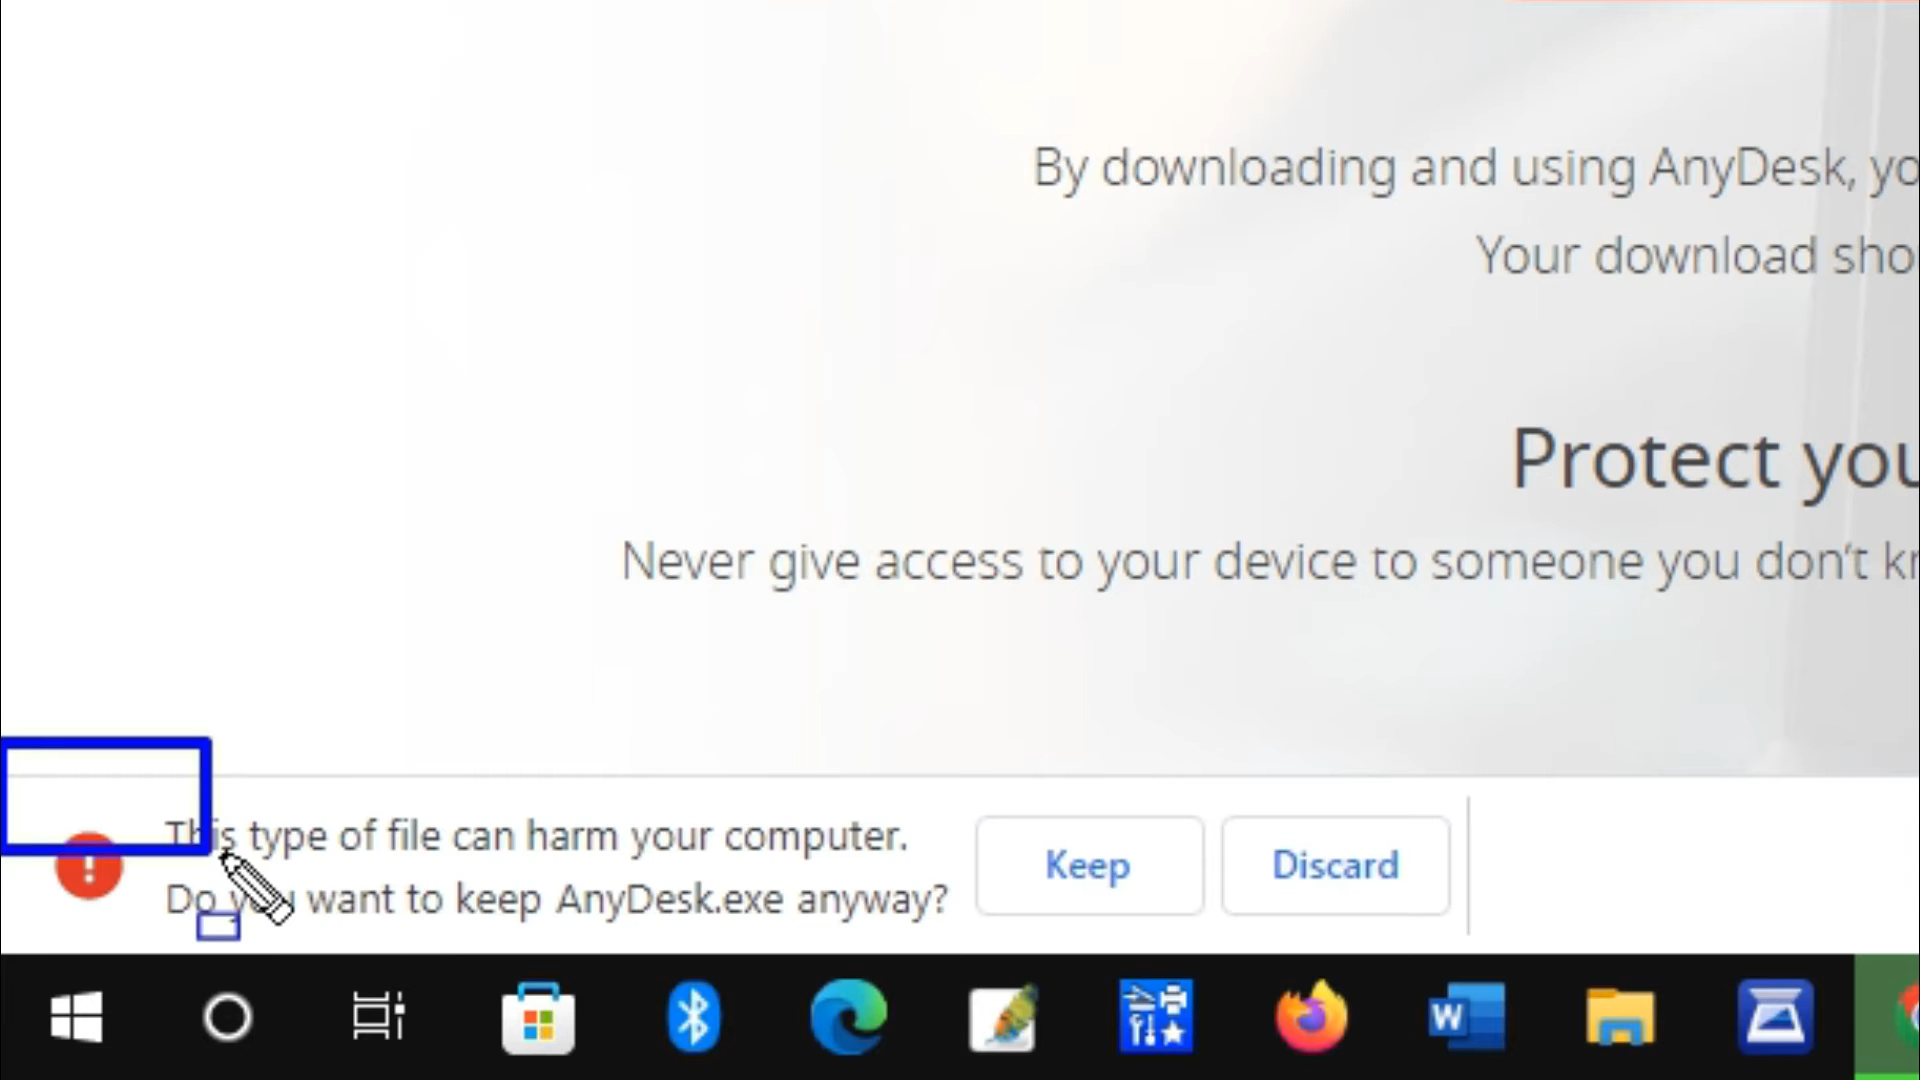 By downloading and using AnyDesk, yo
Your download sho
Protect you
Never give access to your device to someone you don't kn
This type of file can harm your computer.
Do you want to keep AnyDesk.exe anyway?
Keep
Discard
W